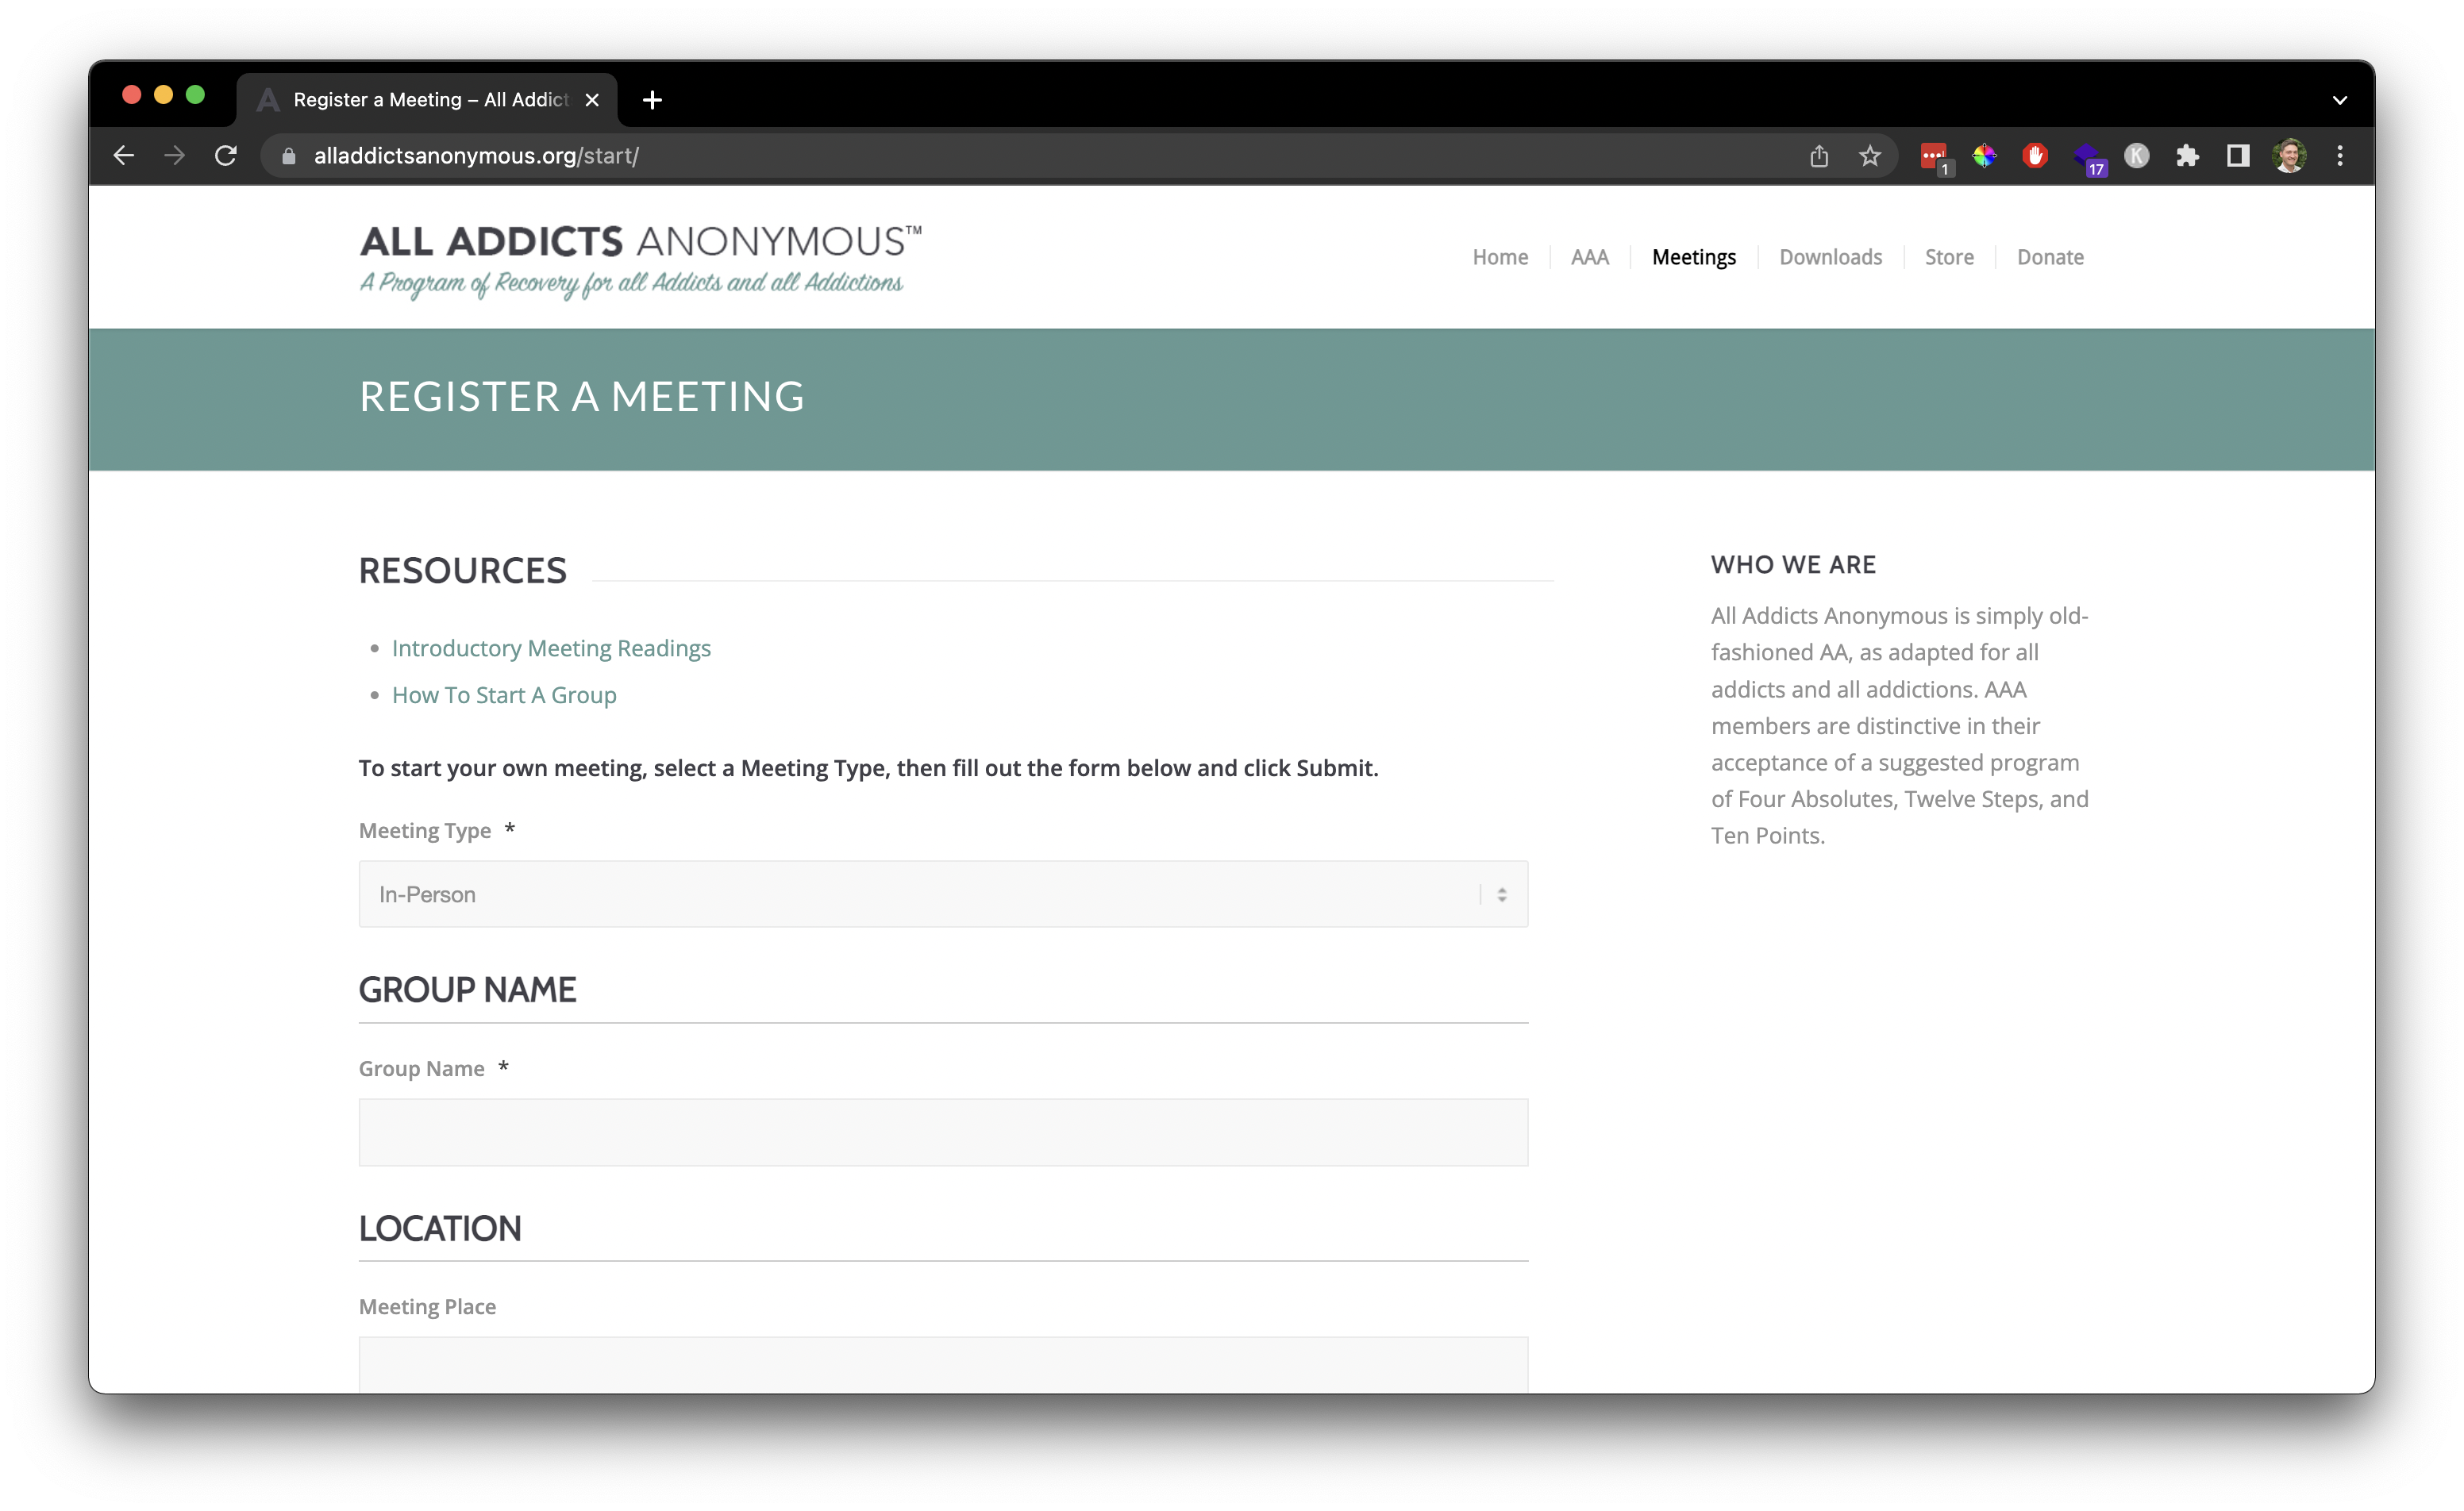 Register a Meeting – All Addict
alladdictsanonymous.org/start/
1
17
K
ALL ADDICTS ANONYMOUS™
A Program of Recovery for all Addicts and all Addictions
Home
AAA
Meetings
Downloads
Store
Donate
REGISTER A MEETING
RESOURCES
Introductory Meeting Readings
How To Start A Group
To start your own meeting, select a Meeting Type, then fill out the form below and click Submit.
Meeting Type *
In-Person
GROUP NAME
Group Name *
LOCATION
Meeting Place
WHO WE ARE
All Addicts Anonymous is simply old-
fashioned AA, as adapted for all
addicts and all addictions. AAA
members are distinctive in their
acceptance of a suggested program
of Four Absolutes, Twelve Steps, and
Ten Points.